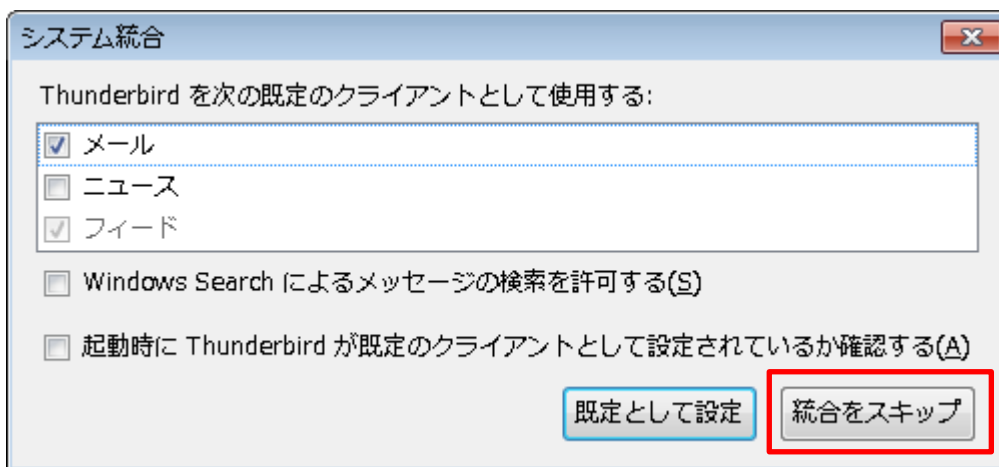 システム統合
Thunderbird を次の既定のクライアントとして使用する:
メール
ニュース
フィード
Windows Search によるメッセージの検索を許可する(S)
起動時に Thunderbird が既定のクライアントとして設定されているか確認する(A)
既定として設定 統合をスキップ